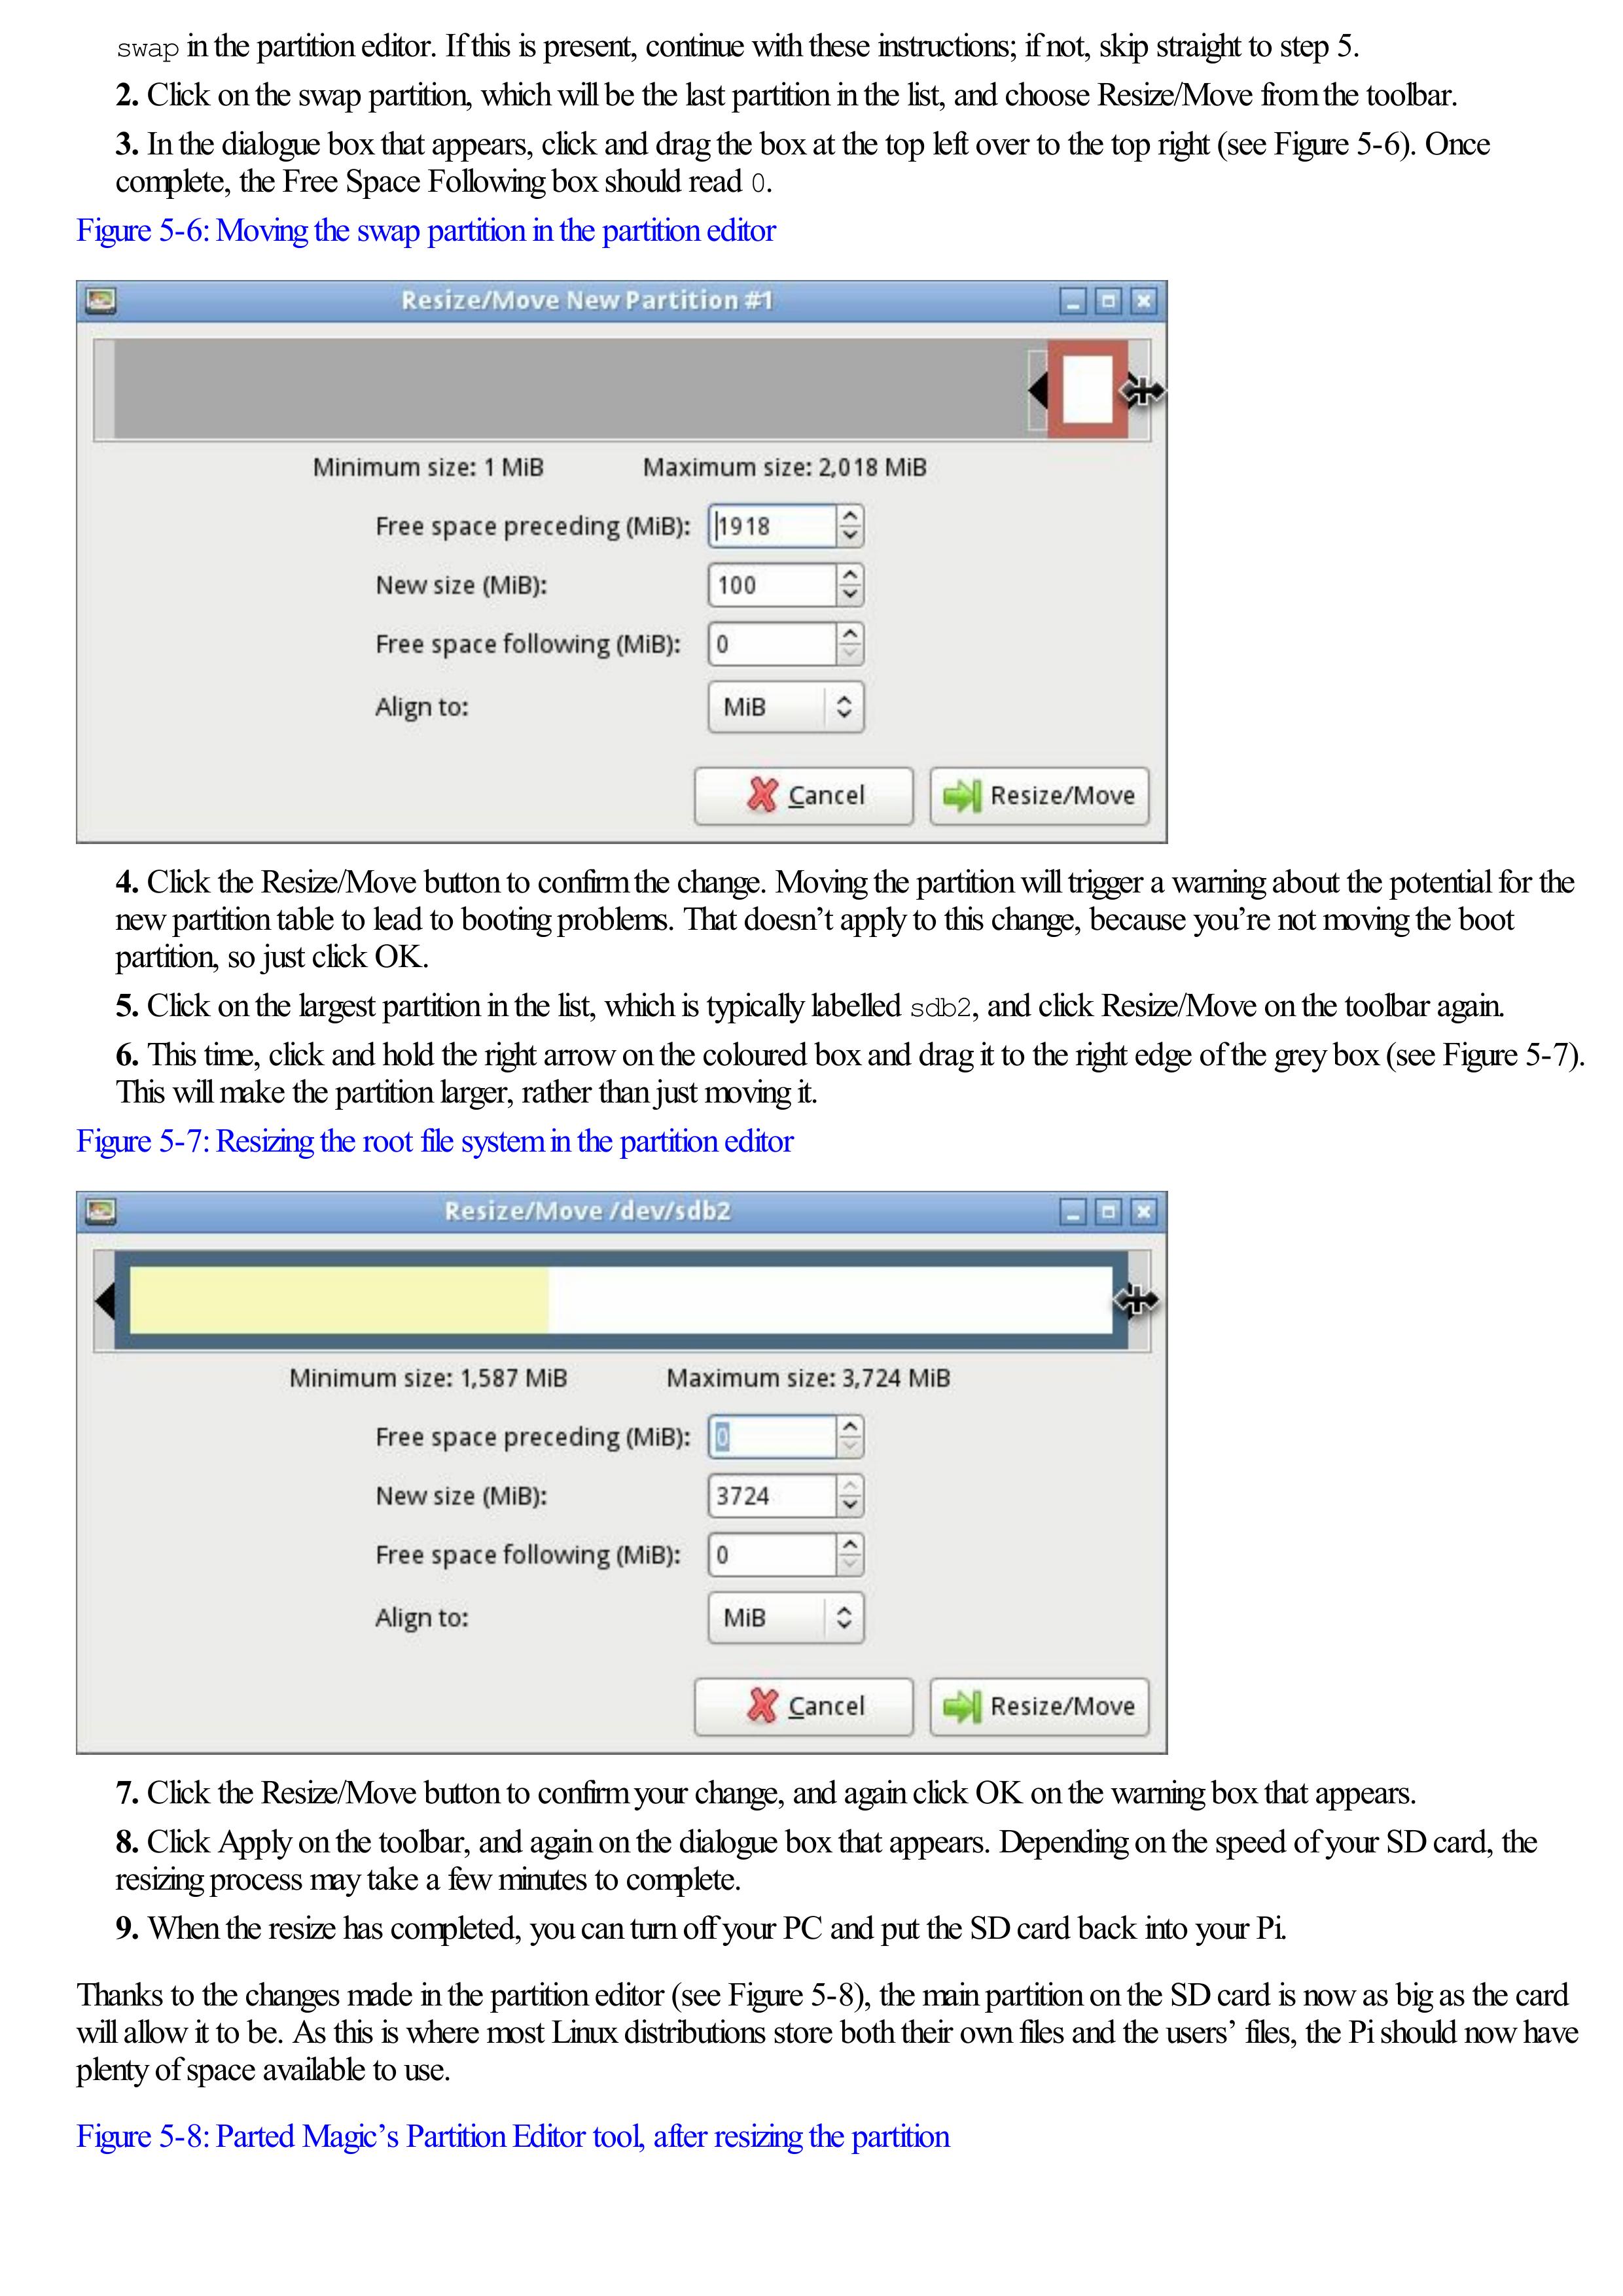 swap in the partition editor. If this is present, continue with these instructions; if not, skip straight to step 5.
2. Click on the swap partition, which will be the last partition in the list, and choose Resize/Move from the toolbar.
3. In the dialogue box that appears, click and drag the box at the top left over to the top right (see Figure 5-6). Once
complete, the Free Space Following box should read 0.
Figure 5-6: Moving the swap partition in the partition editor
Resize/Move New Partition #1
Minimum size: 1 MiB Maximum size: 2,018 MiB
Free space preceding (MiB): 1918
New size (MiB): 100
Free space following (MiB): 0
Align to: MiB
Cancel Resize/Move
4. Click the Resize/Move button to confirm the change. Moving the partition will trigger a warning about the potential for the
new partition table to lead to booting problems. That doesn’t apply to this change, because you’re not moving the boot
partition, so just click OK.
5. Click on the largest partition in the list, which is typically labelled sdb2, and click Resize/Move on the toolbar again.
6. This time, click and hold the right arrow on the coloured box and drag it to the right edge of the grey box (see Figure 5-7).
This will make the partition larger, rather than just moving it.
Figure 5-7: Resizing the root file system in the partition editor
Resize/Move /dev/sdb2
Minimum size: 1,587 MiB Maximum size: 3,724 MiB
Free space preceding (MiB): 0
New size (MiB): 3724
Free space following (MiB): 0
Align to: MiB
Cancel Resize/Move
7. Click the Resize/Move button to confirm your change, and again click OK on the warning box that appears.
8. Click Apply on the toolbar, and again on the dialogue box that appears. Depending on the speed of your SD card, the
resizing process may take a few minutes to complete.
9. When the resize has completed, you can turn off your PC and put the SD card back into your Pi.
Thanks to the changes made in the partition editor (see Figure 5-8), the main partition on the SD card is now as big as the card
will allow it to be. As this is where most Linux distributions store both their own files and the users’ files, the Pi should now have
plenty of space available to use.
Figure 5-8: Parted Magic’s Partition Editor tool, after resizing the partition